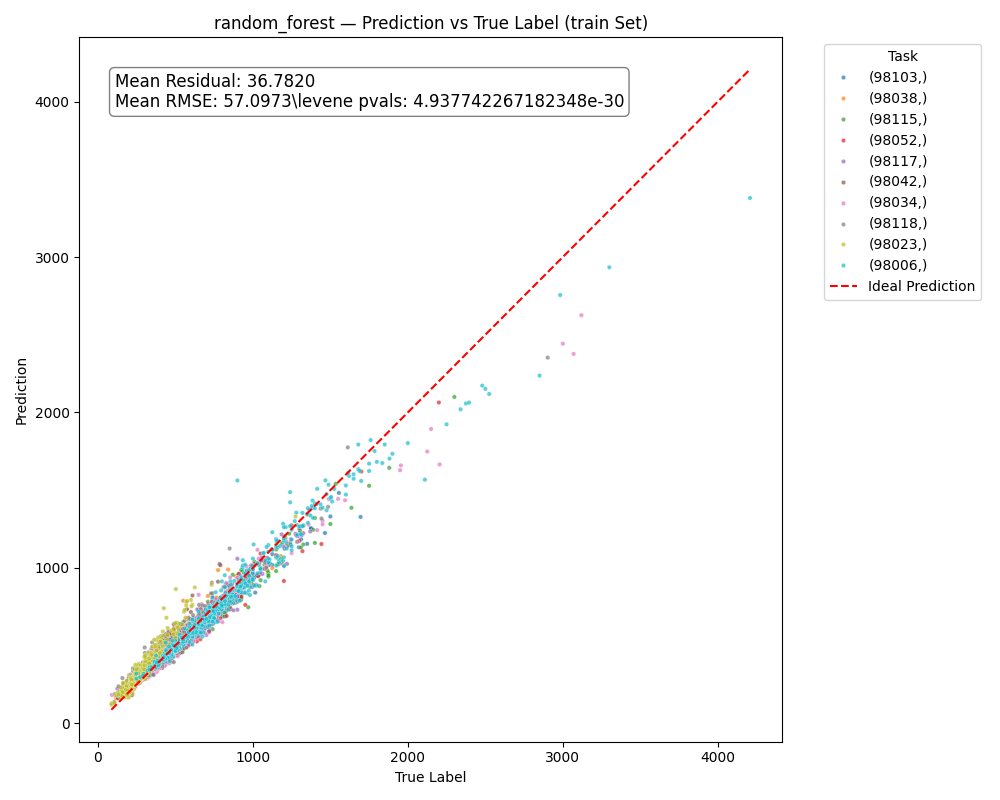 random_forest — Prediction vs True Label (train Set)
Mean Residual: 36.7820
Mean RMSE: 57.0973\levene pvals: 4.937742267182348e-30
Task
(98103,)
(98038,)
(98115,)
(98052,)
(98117,)
(98042,)
(98034,)
(98118,)
(98023,)
(98006,)
Ideal Prediction
Prediction
4000
3000
2000
1000
0
0
1000
2000
3000
4000
True Label